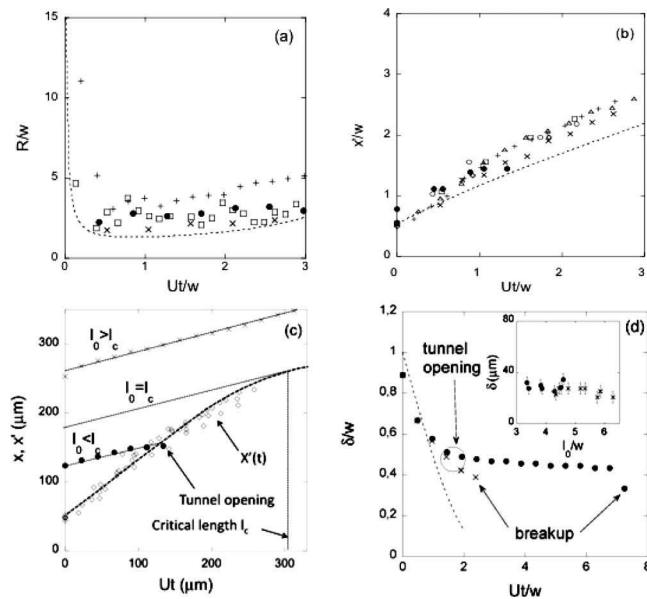 (a)
15
10
5
0
R/w
0
1
2
3
Ut/w
(b)
4
3
2
1
0
x'/w
0
1
2
3
Ut/w
(c)
300
200
100
0
x, x' (μm)
l0>lc
l0=lc
l0<lc
X'(t)
Tunnel opening
Critical length lc
0
100
200
300
Ut (μm)
(d)
1,2
1
0,8
0,6
0,4
0,2
0
δ/w
tunnel
opening
breakup
80
40
0
δ(μm)
3
4
5
6
l0/w
0
2
4
6
8
Ut/w